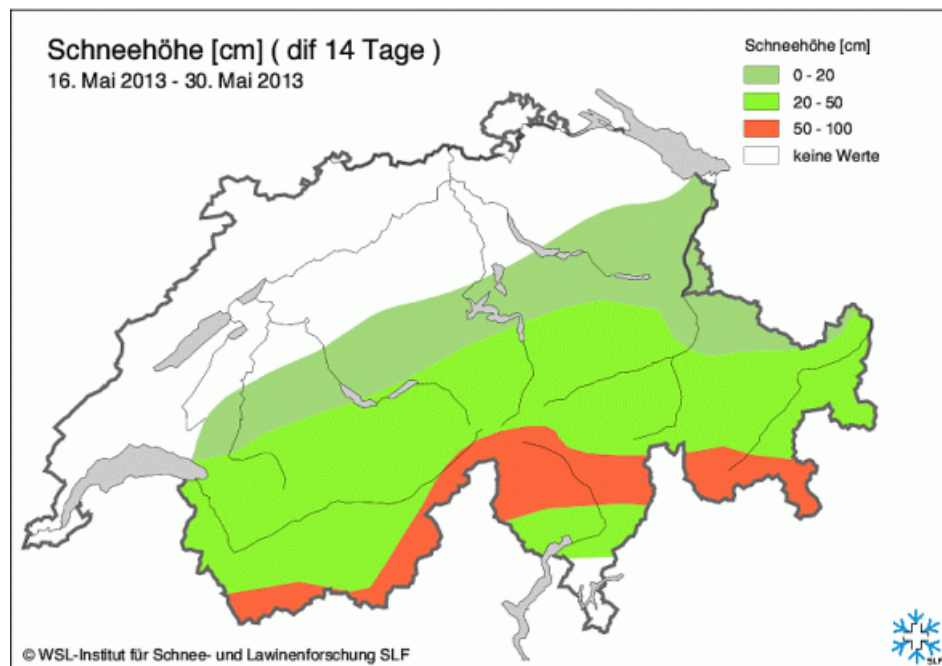 Schneehöhe [cm] ( dif 14 Tage )
16. Mai 2013 - 30. Mai 2013
Schneehöhe [cm]
0 - 20
20 - 50
50 - 100
keine Werte
© WSL-Institut für Schnee- und Lawinenforschung SLF
SLF